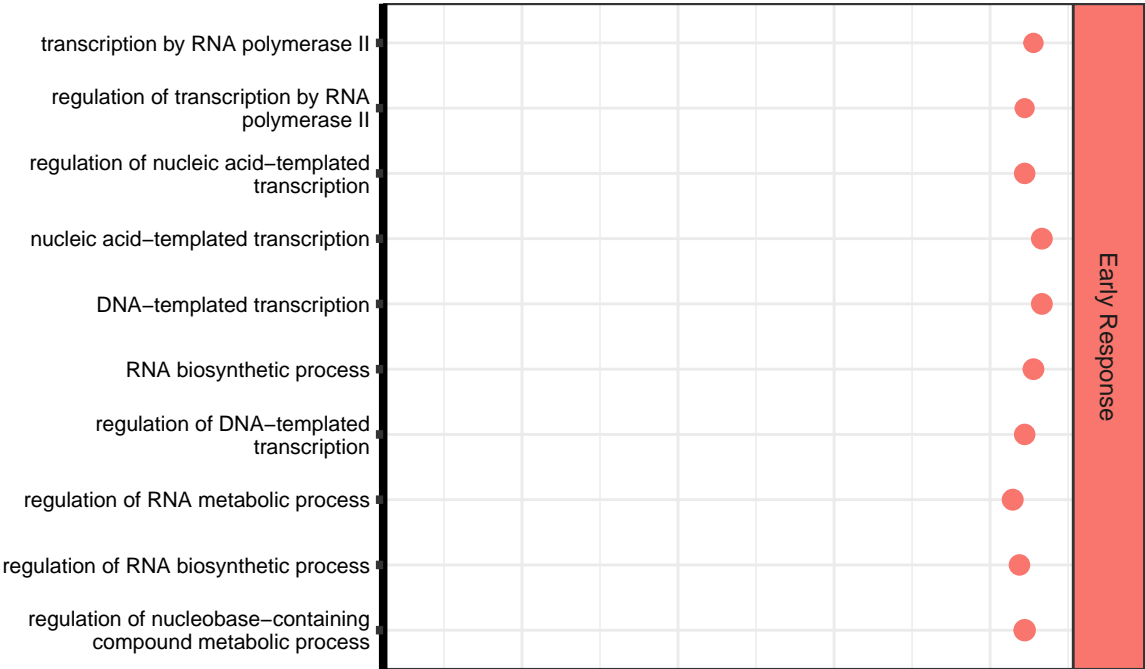 transcription by RNA polymerase II
regulation of transcription by RNA
polymerase II
regulation of nucleic acid−templated
transcription
nucleic acid−templated transcription
DNA−templated transcription
RNA biosynthetic process
regulation of DNA−templated
transcription
regulation of RNA metabolic process
regulation of RNA biosynthetic process
regulation of nucleobase−containing
compound metabolic process
Early Response